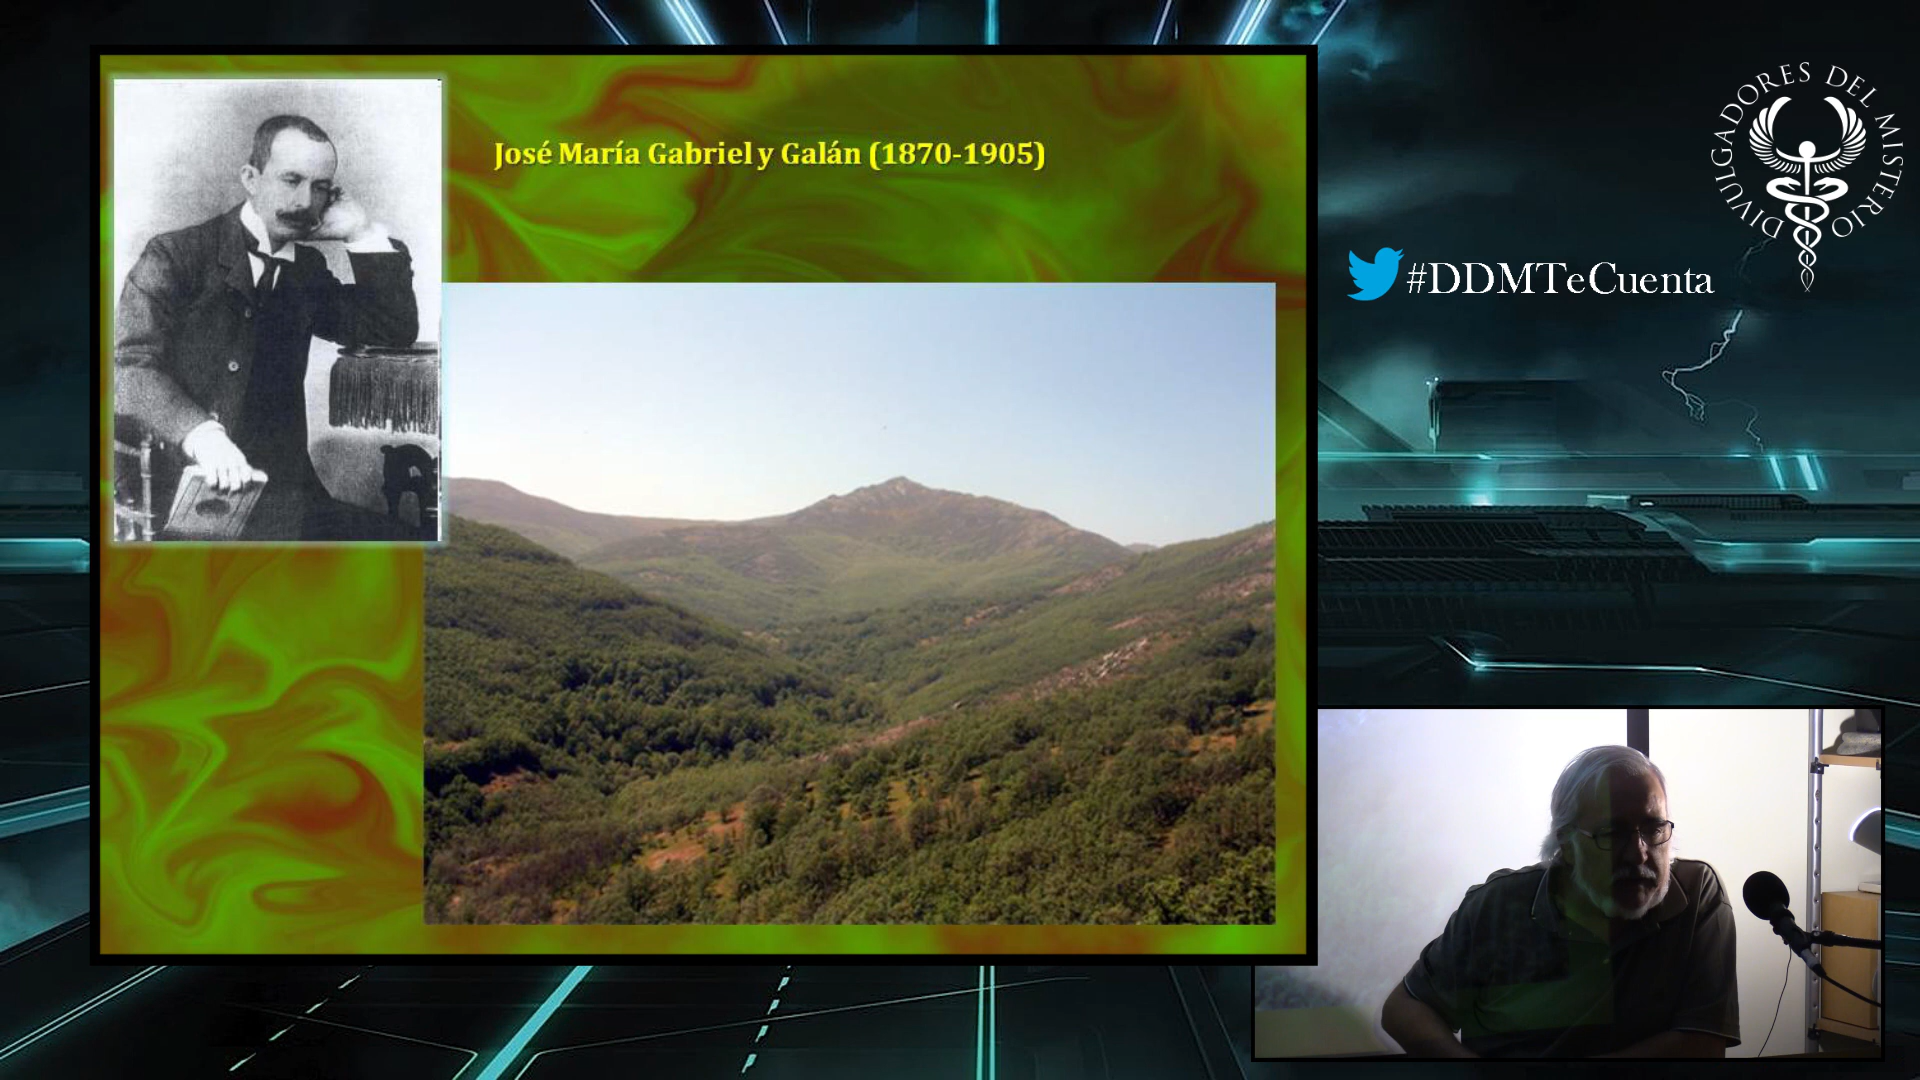 José María Gabriel y Galán (1870-1905)
DIVULGADORES DEL MISTERIO
#DDMTeCuenta